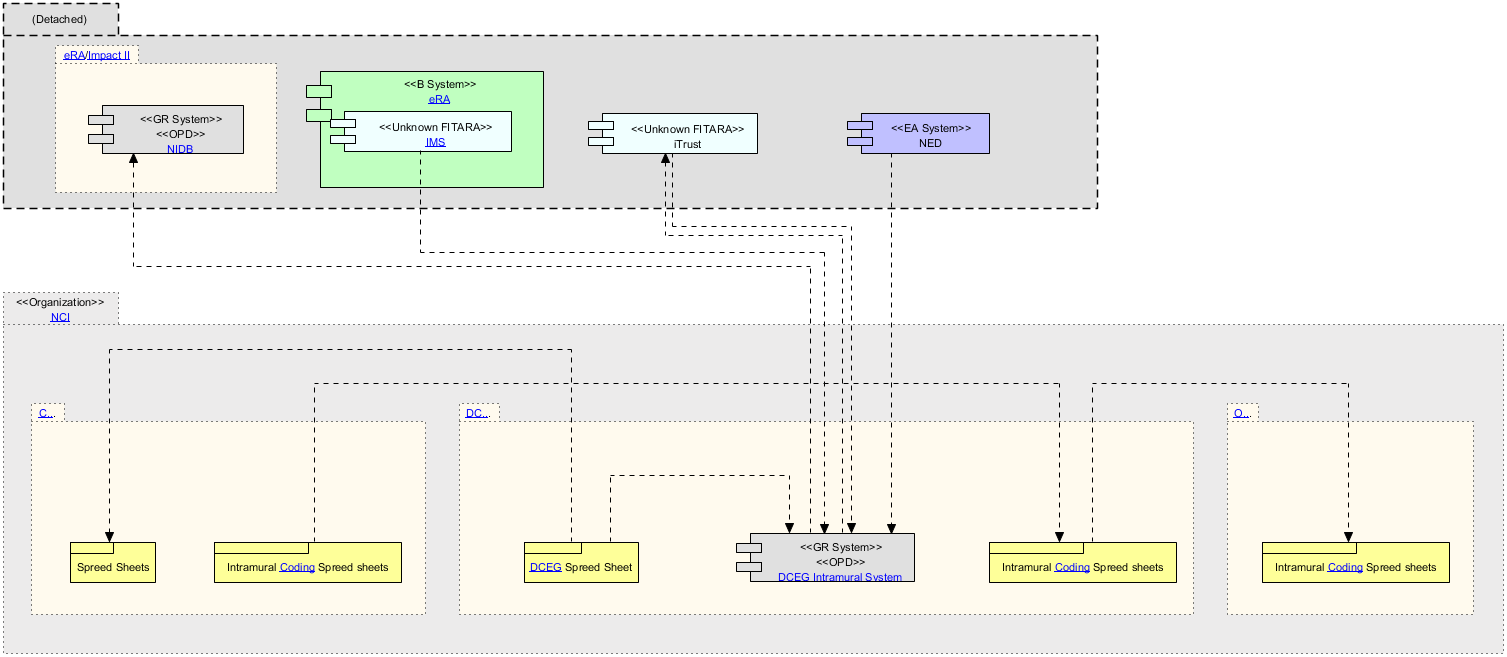 (Detached)
eRA/Impact II
<<GR System>>
<<OPD>>
NIDB
<<B System>>
eRA
<<Unknown FITARA>>
IMS
<<Unknown FITARA>>
iTrust
<<EA System>>
NED
<<Organization>>
NCI
C...
Spreed Sheets
Intramural Coding Spreed sheets
DC...
DCEG Spreed Sheet
<<GR System>>
<<OPD>>
DCEG Intramural System
Intramural Coding Spreed sheets
O...
Intramural Coding Spreed sheets